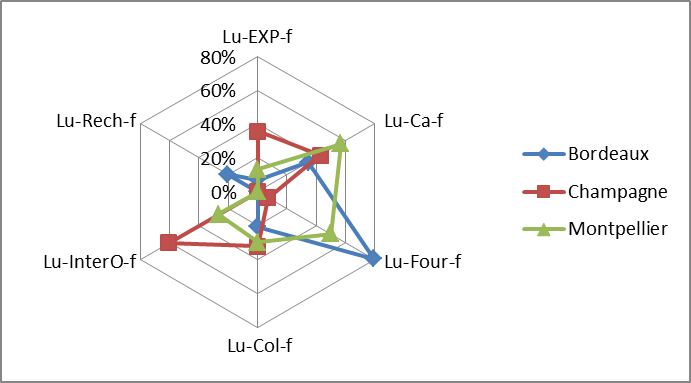 Lu-EXP-f
80%
60%
40%
20%
0%
Lu-Rech-f
Lu-Ca-f
Lu-InterO-f
Lu-Four-f
Lu-Col-f
Bordeaux
Champagne
Montpellier